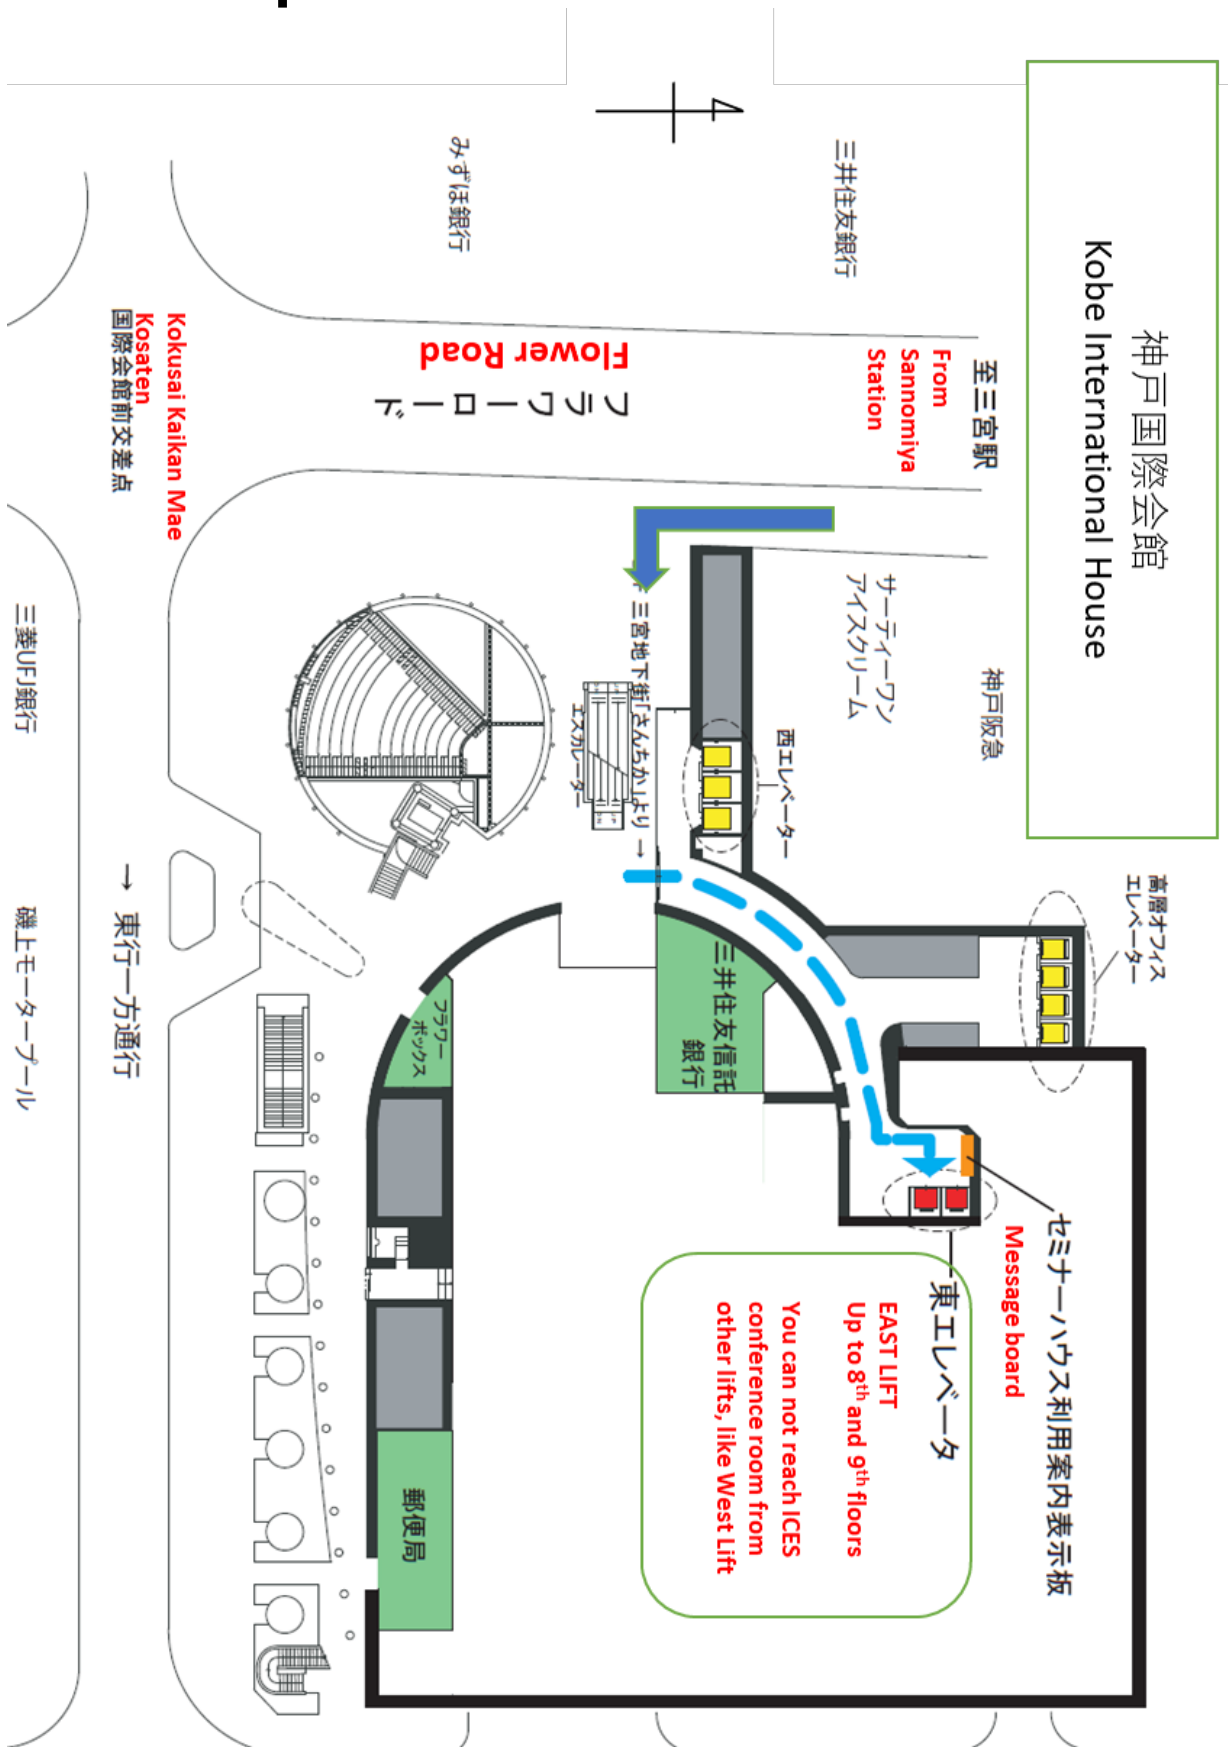 神戸国際会館
Kobe International House
三井住友銀行
みずほ銀行
至三宮駅
From
Sannomiya
Station
Flower Road
フラワーロード
Kokusai Kaikan Mae
Kosaten
国際会館前交差点
神戸阪急
サーティーワン
アイスクリーム
三宮地下街「さんちか」より →
エスカレーター
西エレベーター
三菱UFJ銀行
高層オフィス
エレベーター
→ 東行一方通行
磯上モータープール
三井住友信託
銀行
フラワー
ボックス
セミナーハウス利用案内表示板
Message board
東エレベータ
EAST LIFT
Up to 8th and 9th floors
You can not reach ICES
conference room from
other lifts, like West Lift
郵便局